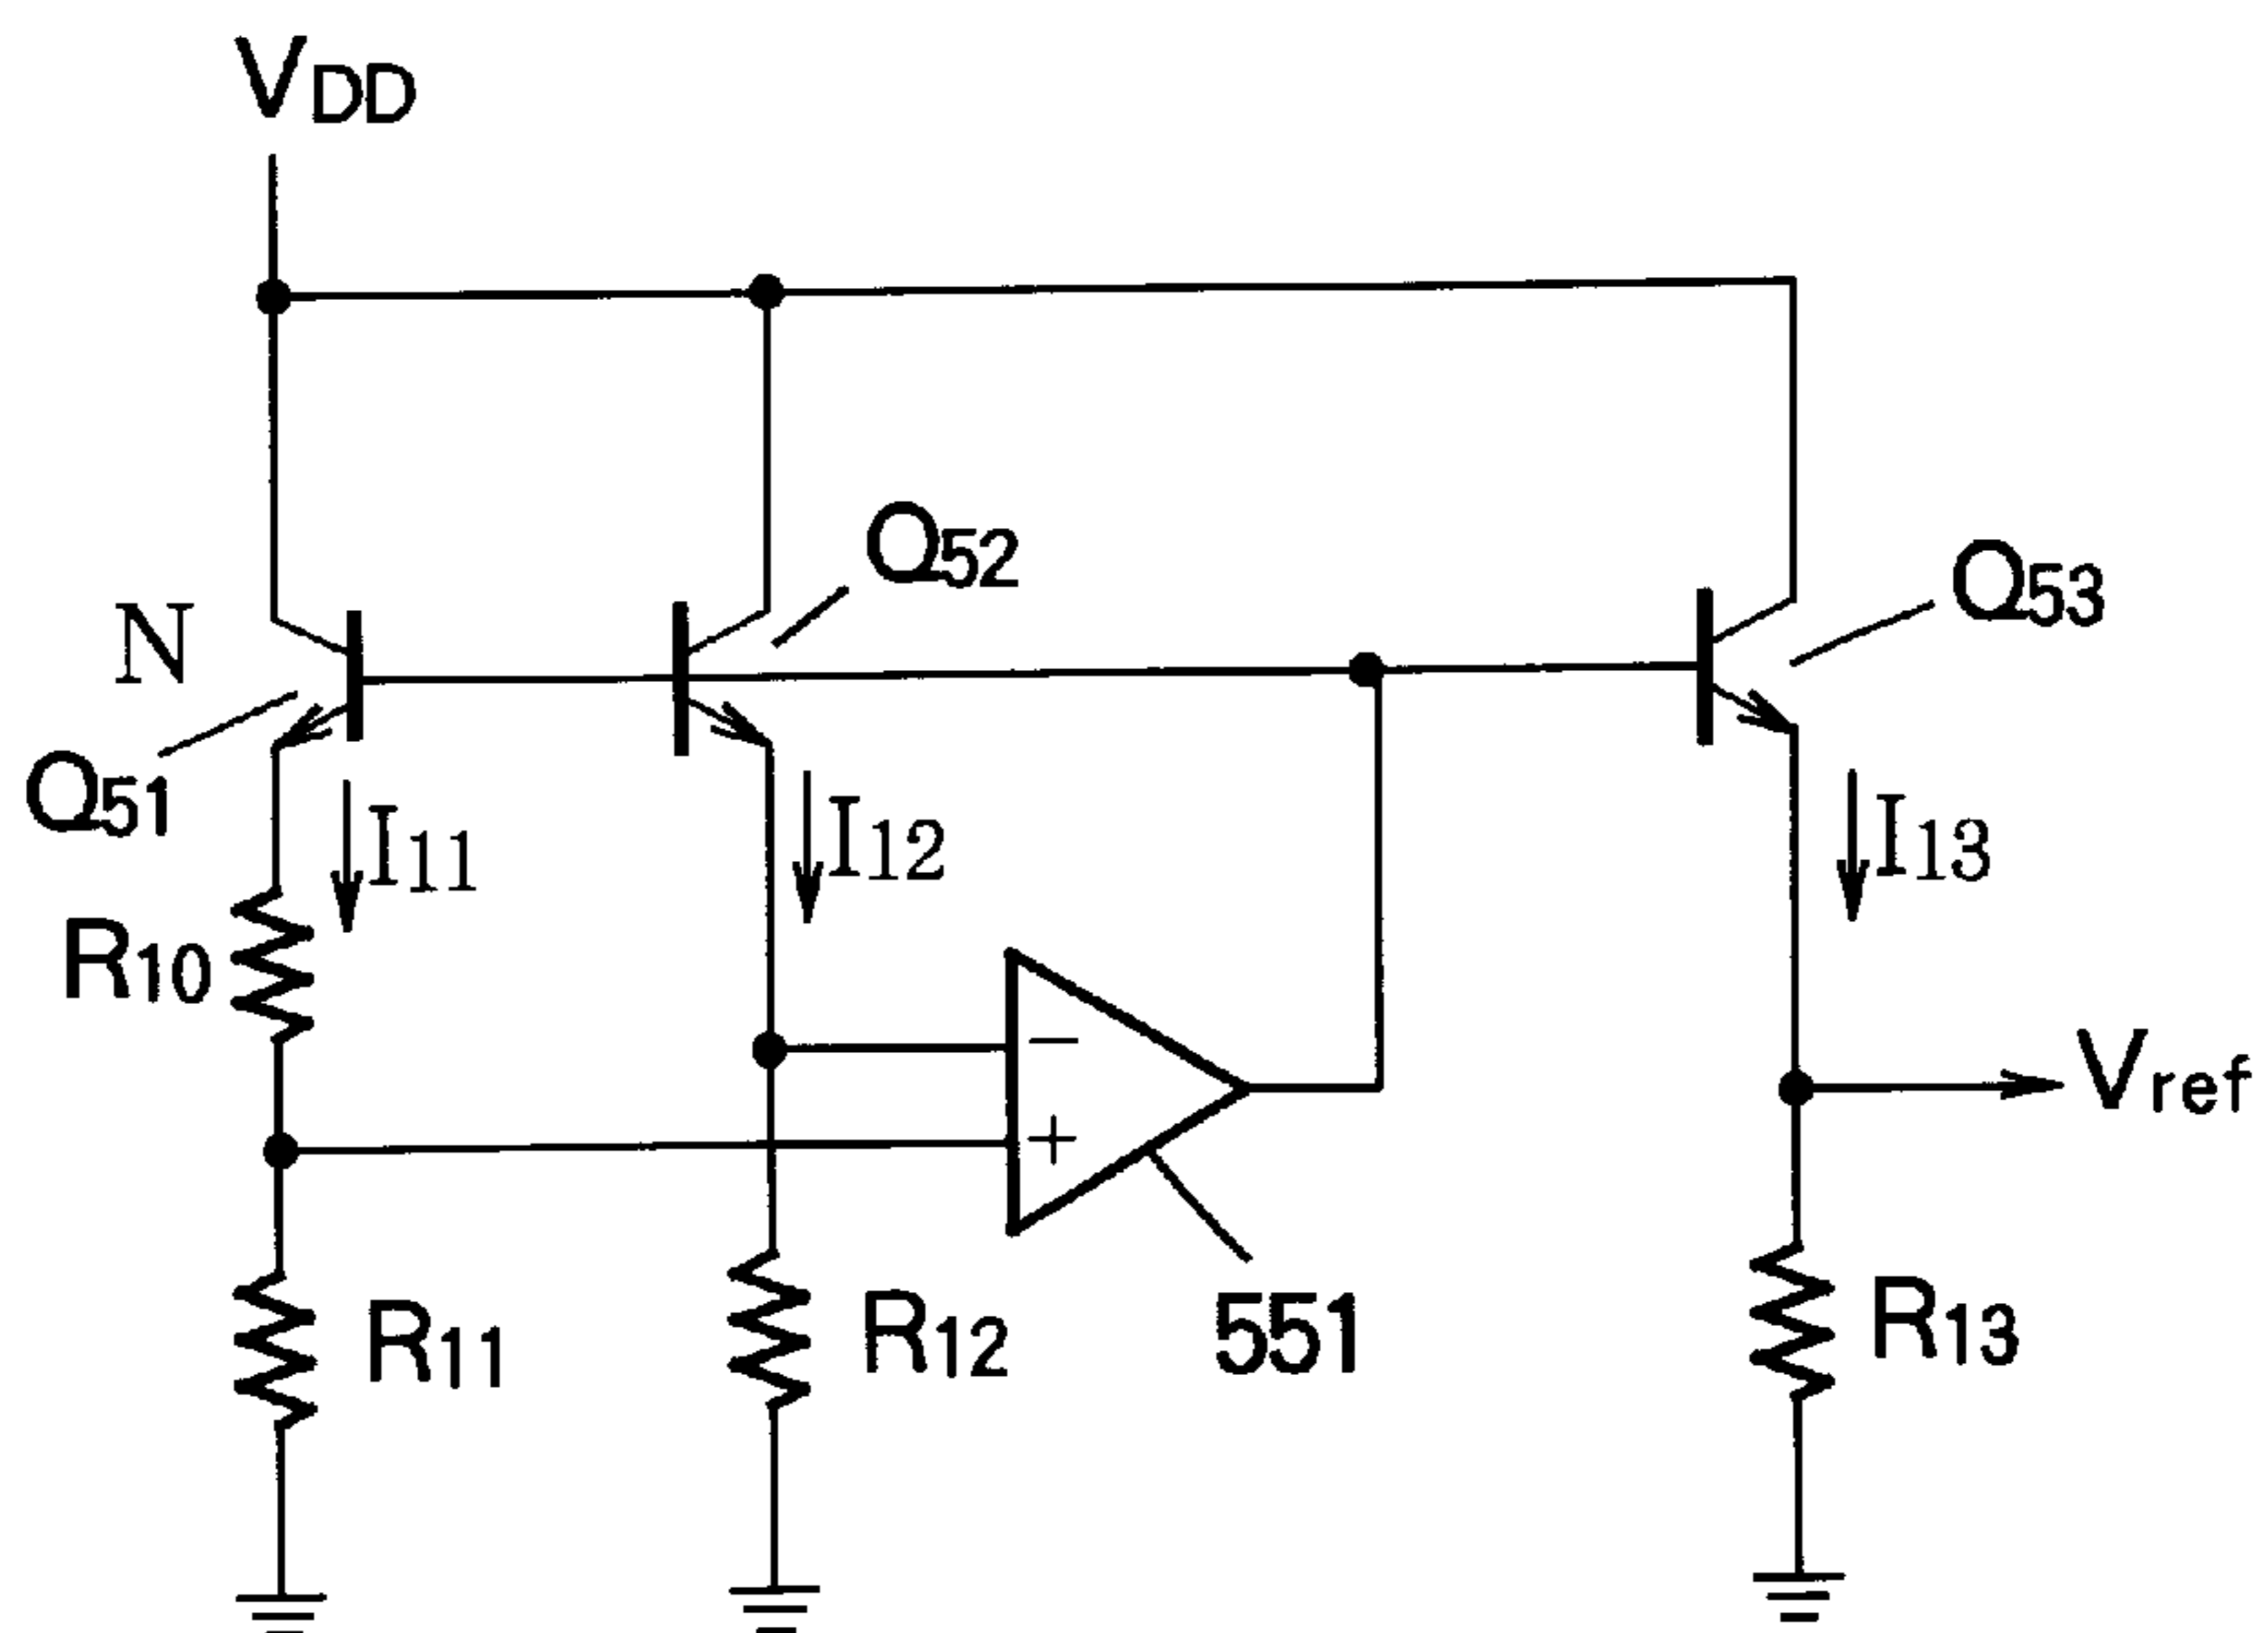 VDD
Q52
Q53
N
Q51
I11
I12
I13
R10
−
Vref
+
R11
R12
551
R13